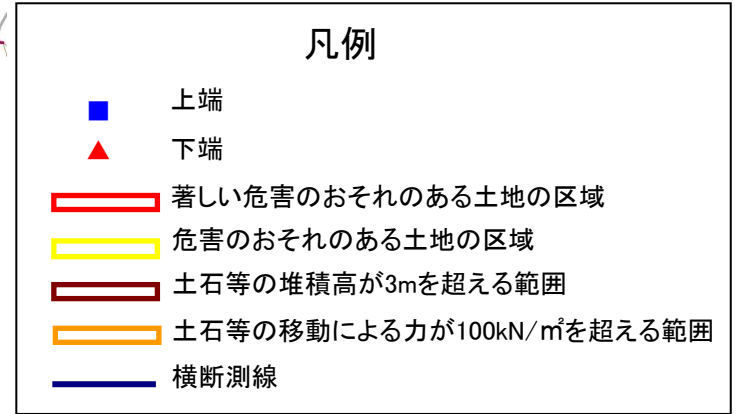 凡例
上端
下端
著しい危害のおそれのある土地の区域
危害のおそれのある土地の区域
土石等の堆積高が3mを超える範囲
土石等の移動による力が100kN/㎡を超える範囲
横断測線